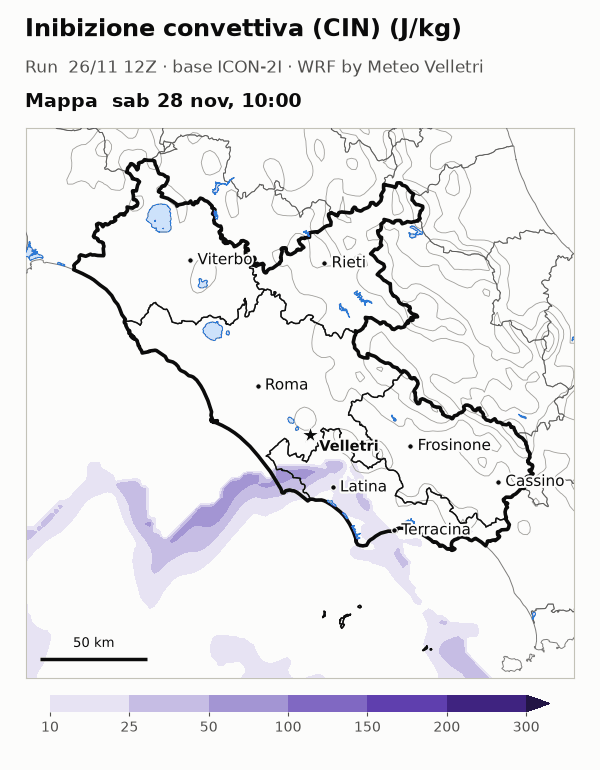 Inibizione convettiva (CIN) (J/kg)
Run  26/11 12Z · base ICON-2I · WRF by Meteo Velletri
Mappa  sab 28 nov, 10:00
Viterbo
Rieti
Roma
Velletri
Frosinone
Latina
Cassino
Terracina
50 km
10 25 50 100 150 200 300